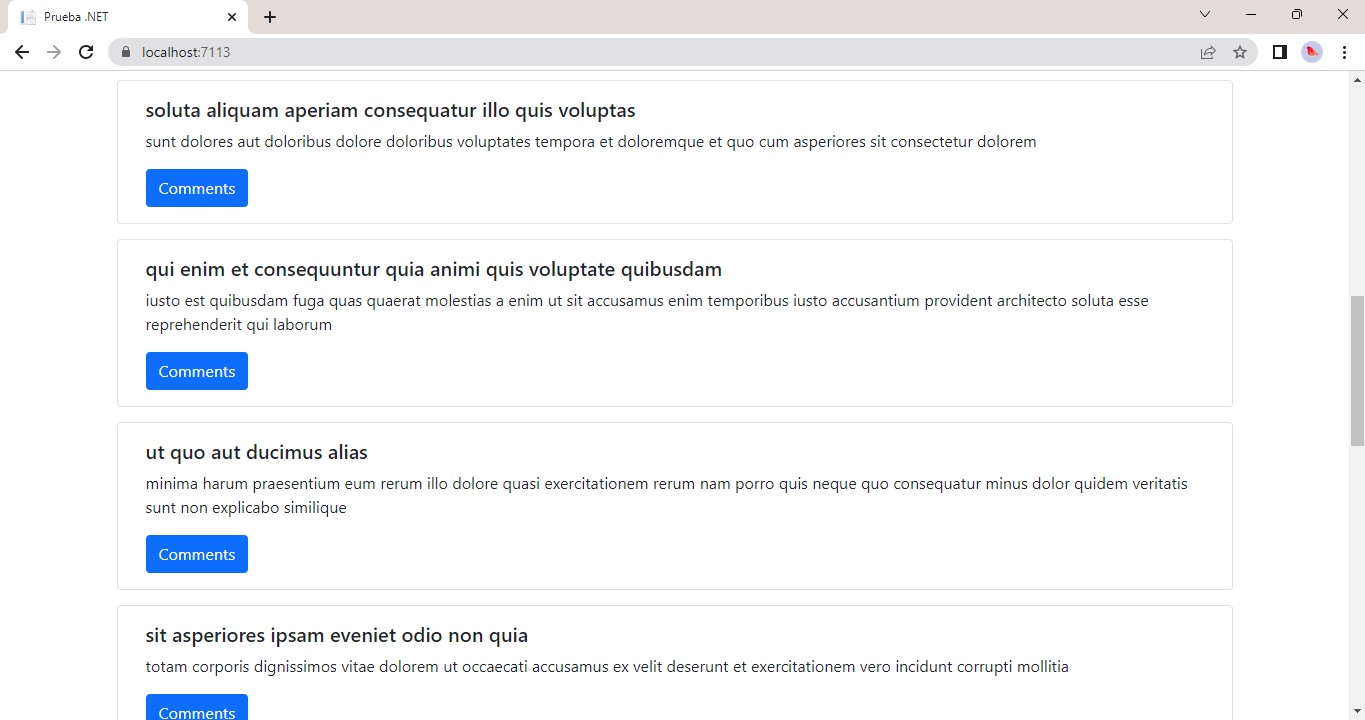 Prueba .NET
localhost:7113
soluta aliquam aperiam consequatur illo quis voluptas
sunt dolores aut doloribus dolore doloribus voluptates tempora et doloremque et quo cum asperiores sit consectetur dolorem
Comments
qui enim et consequuntur quia animi quis voluptate quibusdam
iusto est quibusdam fuga quas quaerat molestias a enim ut sit accusamus enim temporibus iusto accusantium provident architecto soluta esse
reprehenderit qui laborum
Comments
ut quo aut ducimus alias
minima harum praesentium eum rerum illo dolore quasi exercitationem rerum nam porro quis neque quo consequatur minus dolor quidem veritatis
sunt non explicabo similique
Comments
sit asperiores ipsam eveniet odio non quia
totam corporis dignissimos vitae dolorem ut occaecati accusamus ex velit deserunt et exercitationem vero incidunt corrupti mollitia
Comments